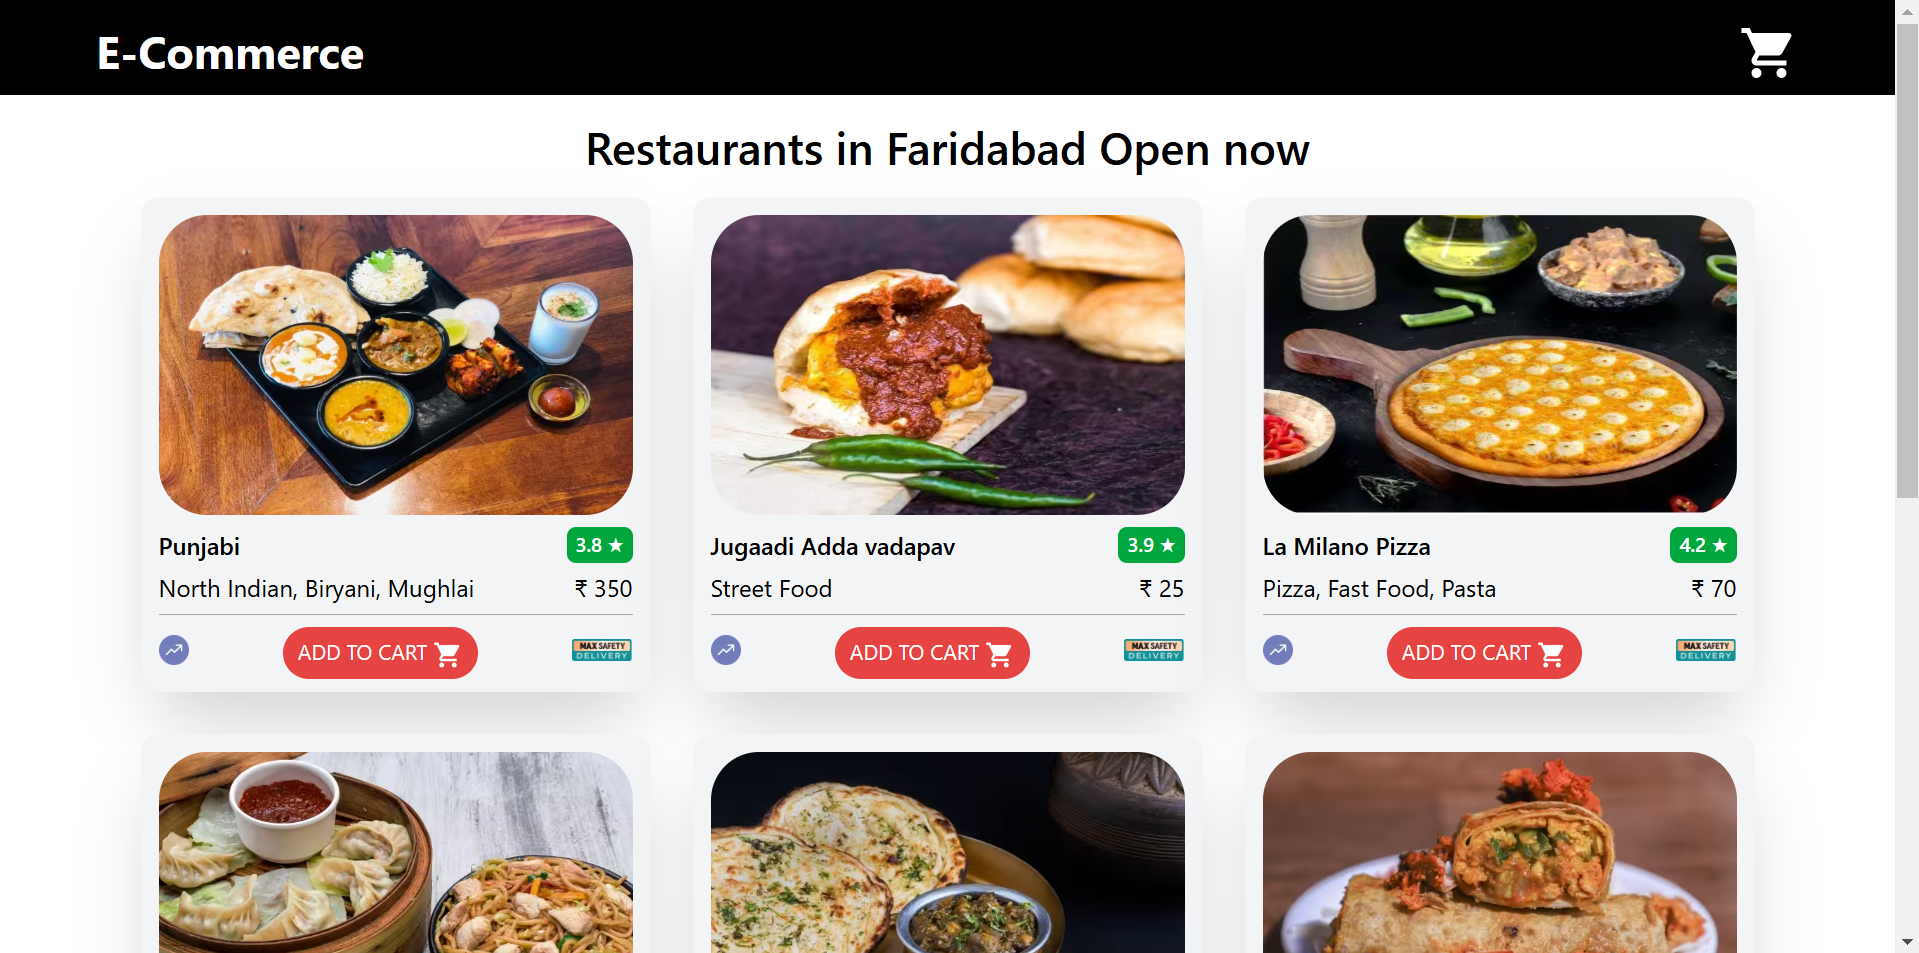 E-Commerce
Restaurants in Faridabad Open now
Punjabi
3.8 ★
North Indian, Biryani, Mughlai
₹ 350
ADD TO CART
MAX SAFETY
DELIVERY
Jugaadi Adda vadapav
3.9 ★
Street Food
₹ 25
ADD TO CART
MAX SAFETY
DELIVERY
La Milano Pizza
4.2 ★
Pizza, Fast Food, Pasta
₹ 70
ADD TO CART
MAX SAFETY
DELIVERY